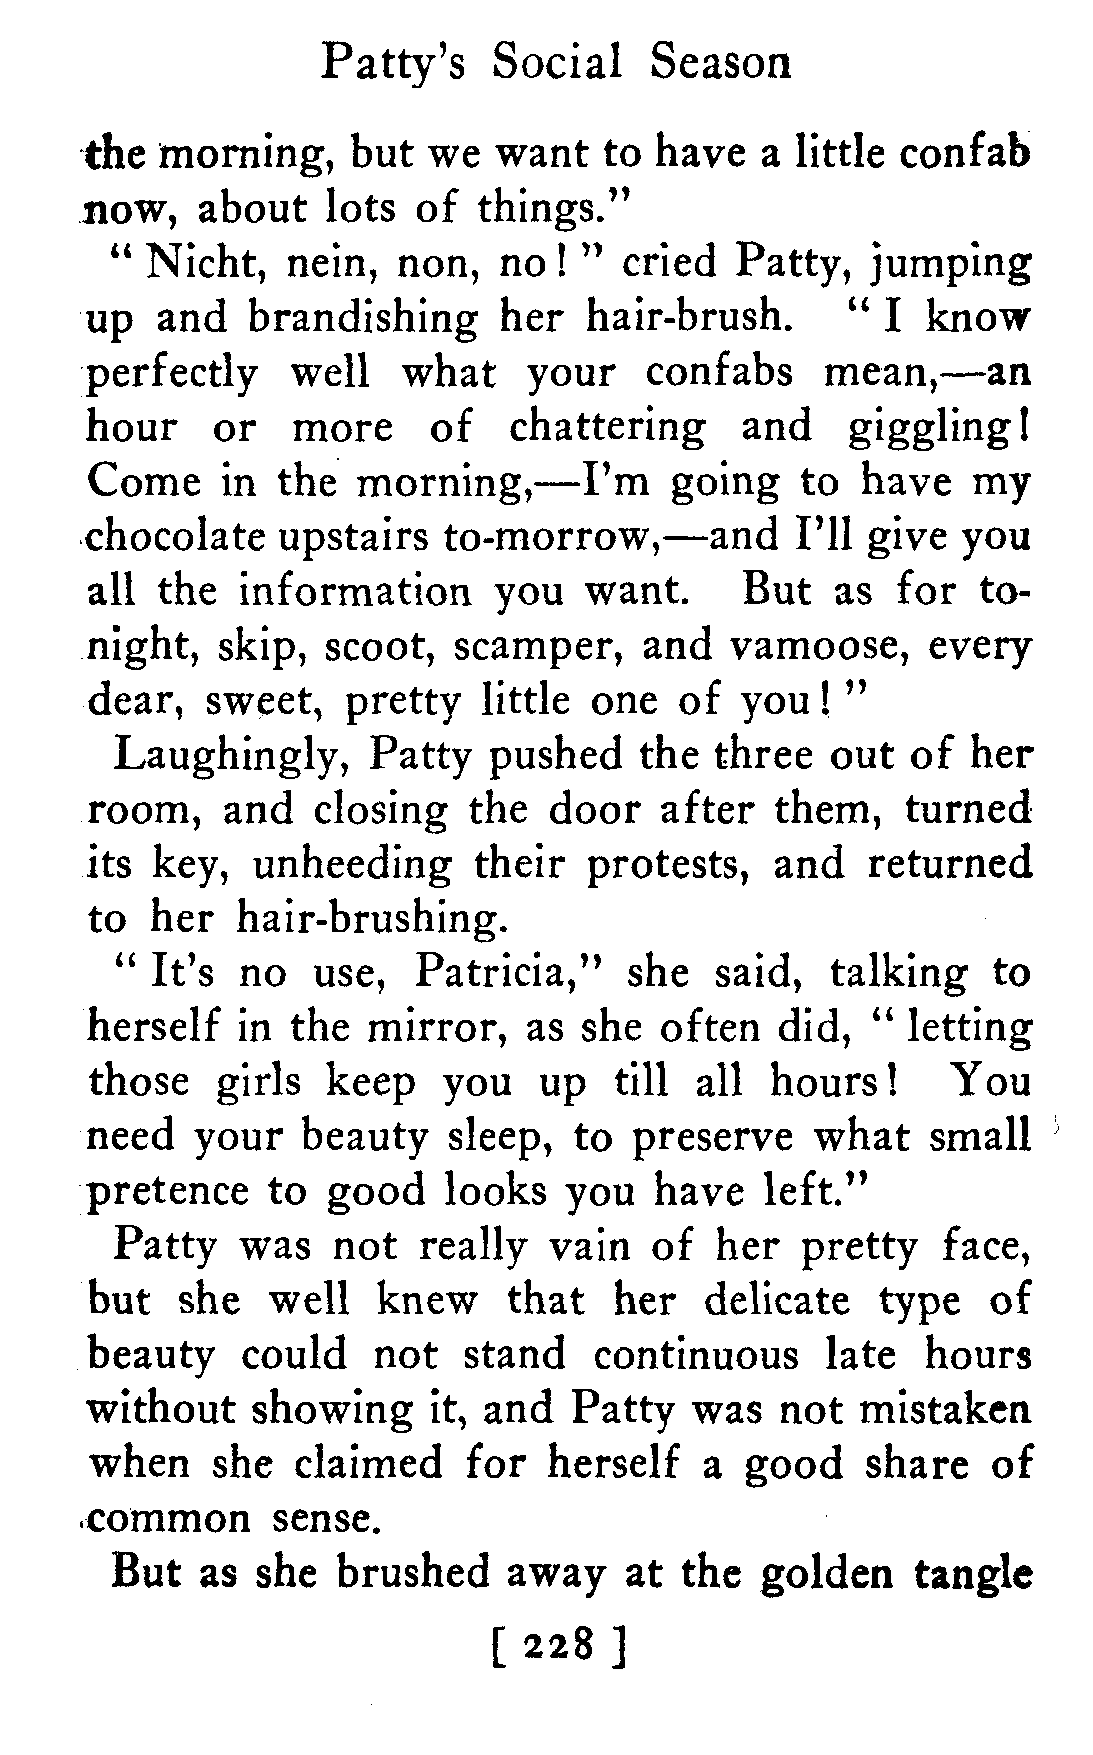 Patty's Social Season
the morning, but we want to have a little confab
now, about lots of things."
" Nicht, nein, non, no ! " cried Patty, jumping
up and brandishing her hair-brush. " I know
perfectly well what your confabs mean,—an
hour or more of chattering and giggling !
Come in the morning,—I'm going to have my
chocolate upstairs to-morrow,—and I'll give you
all the information you want. But as for to-
night, skip, scoot, scamper, and vamoose, every
dear, sweet, pretty little one of you ! "
Laughingly, Patty pushed the three out of her
room, and closing the door after them, turned
its key, unheeding their protests, and returned
to her hair-brushing.
" It's no use, Patricia," she said, talking to
herself in the mirror, as she often did, " letting
those girls keep you up till all hours ! You
need your beauty sleep, to preserve what small
pretence to good looks you have left."
Patty was not really vain of her pretty face,
but she well knew that her delicate type of
beauty could not stand continuous late hours
without showing it, and Patty was not mistaken
when she claimed for herself a good share of
common sense.
But as she brushed away at the golden tangle
[ 228 ]